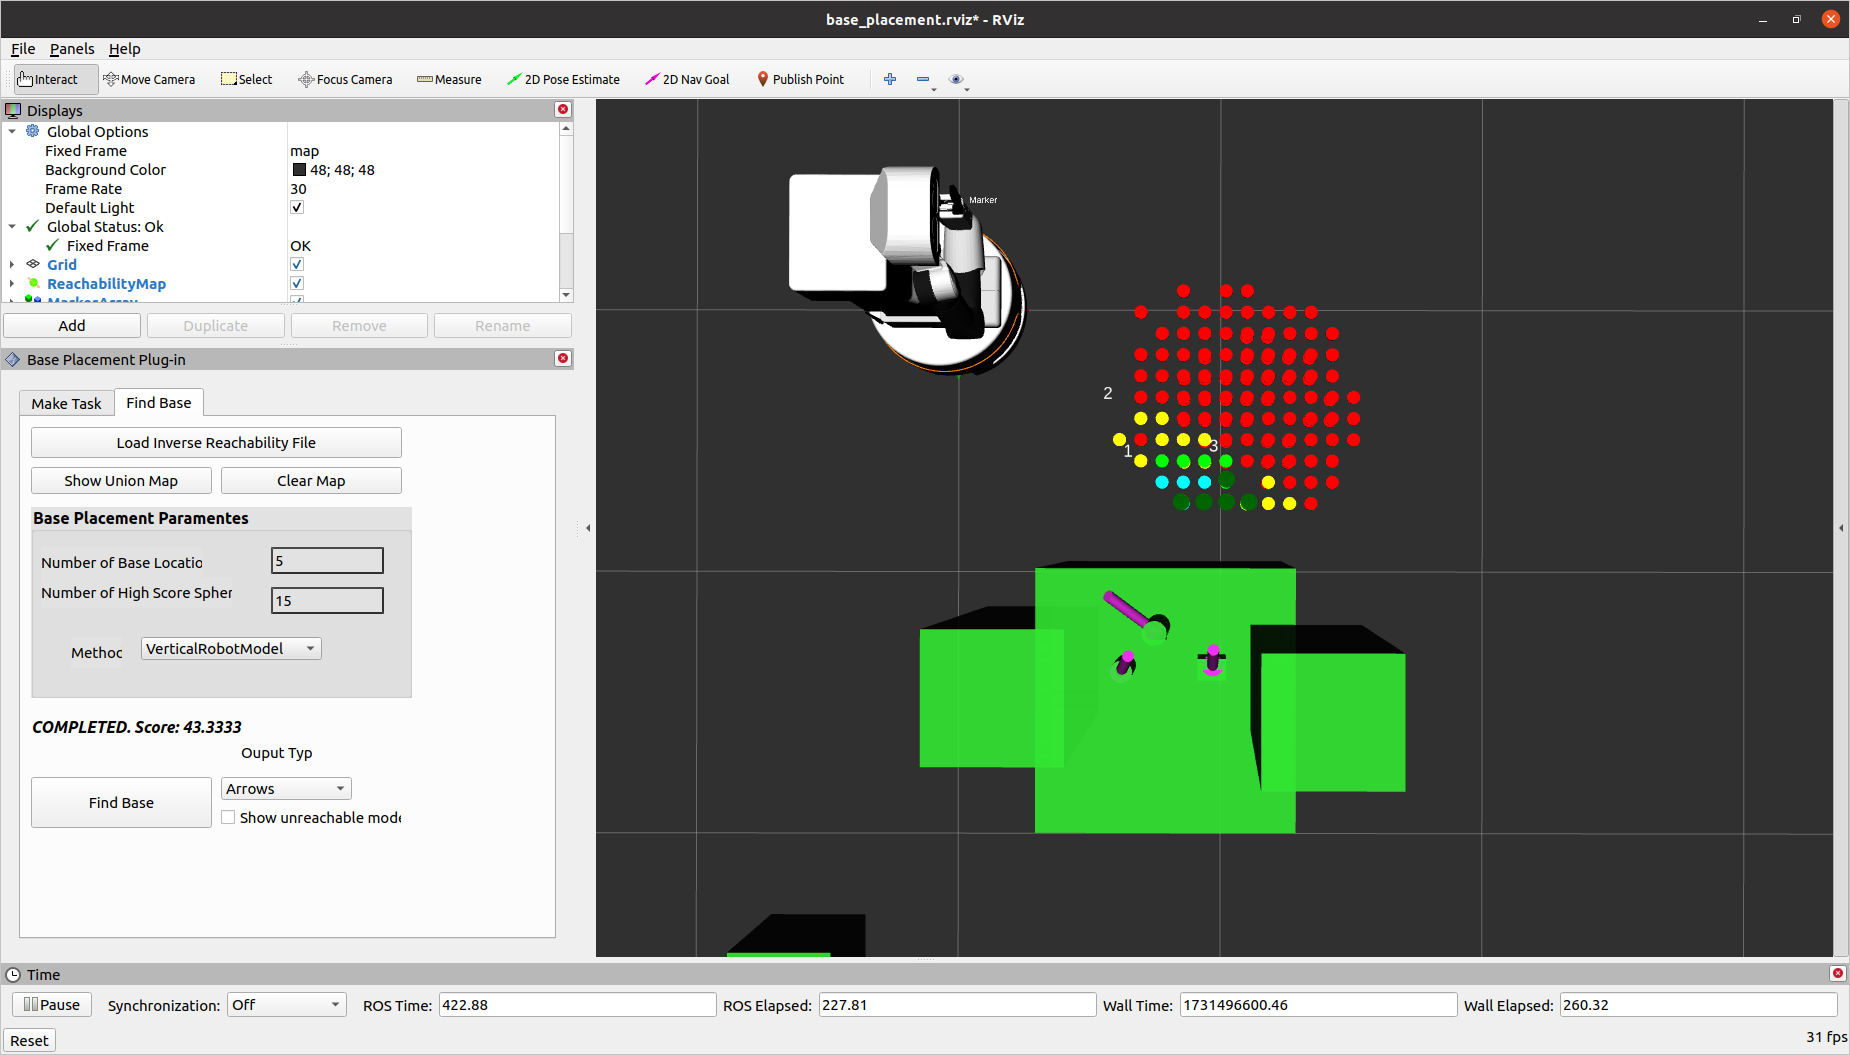 base_placement.rviz* - RViz
File Panels Help
Interact Move Camera Select Focus Camera Measure 2D Pose Estimate 2D Nav Goal Publish Point
Displays
Global Options
Fixed Frame map
Background Color 48; 48; 48
Frame Rate 30
Default Light
Global Status: Ok
Fixed Frame OK
Grid
ReachabilityMap
MarkerArray
Add Duplicate Remove Rename
Base Placement Plug-in
Make Task Find Base
Load Inverse Reachability File
Show Union Map Clear Map
Base Placement Paramentes
Number of Base Locatio 5
Number of High Score Spher 15
Methoc VerticalRobotModel
COMPLETED. Score: 43.3333
Ouput Typ
Find Base Arrows
Show unreachable mode
Marker
2
1
3
Time
Pause Synchronization: Off ROS Time: 422.88 ROS Elapsed: 227.81 Wall Time: 1731496600.46 Wall Elapsed: 260.32
Reset 31 fps